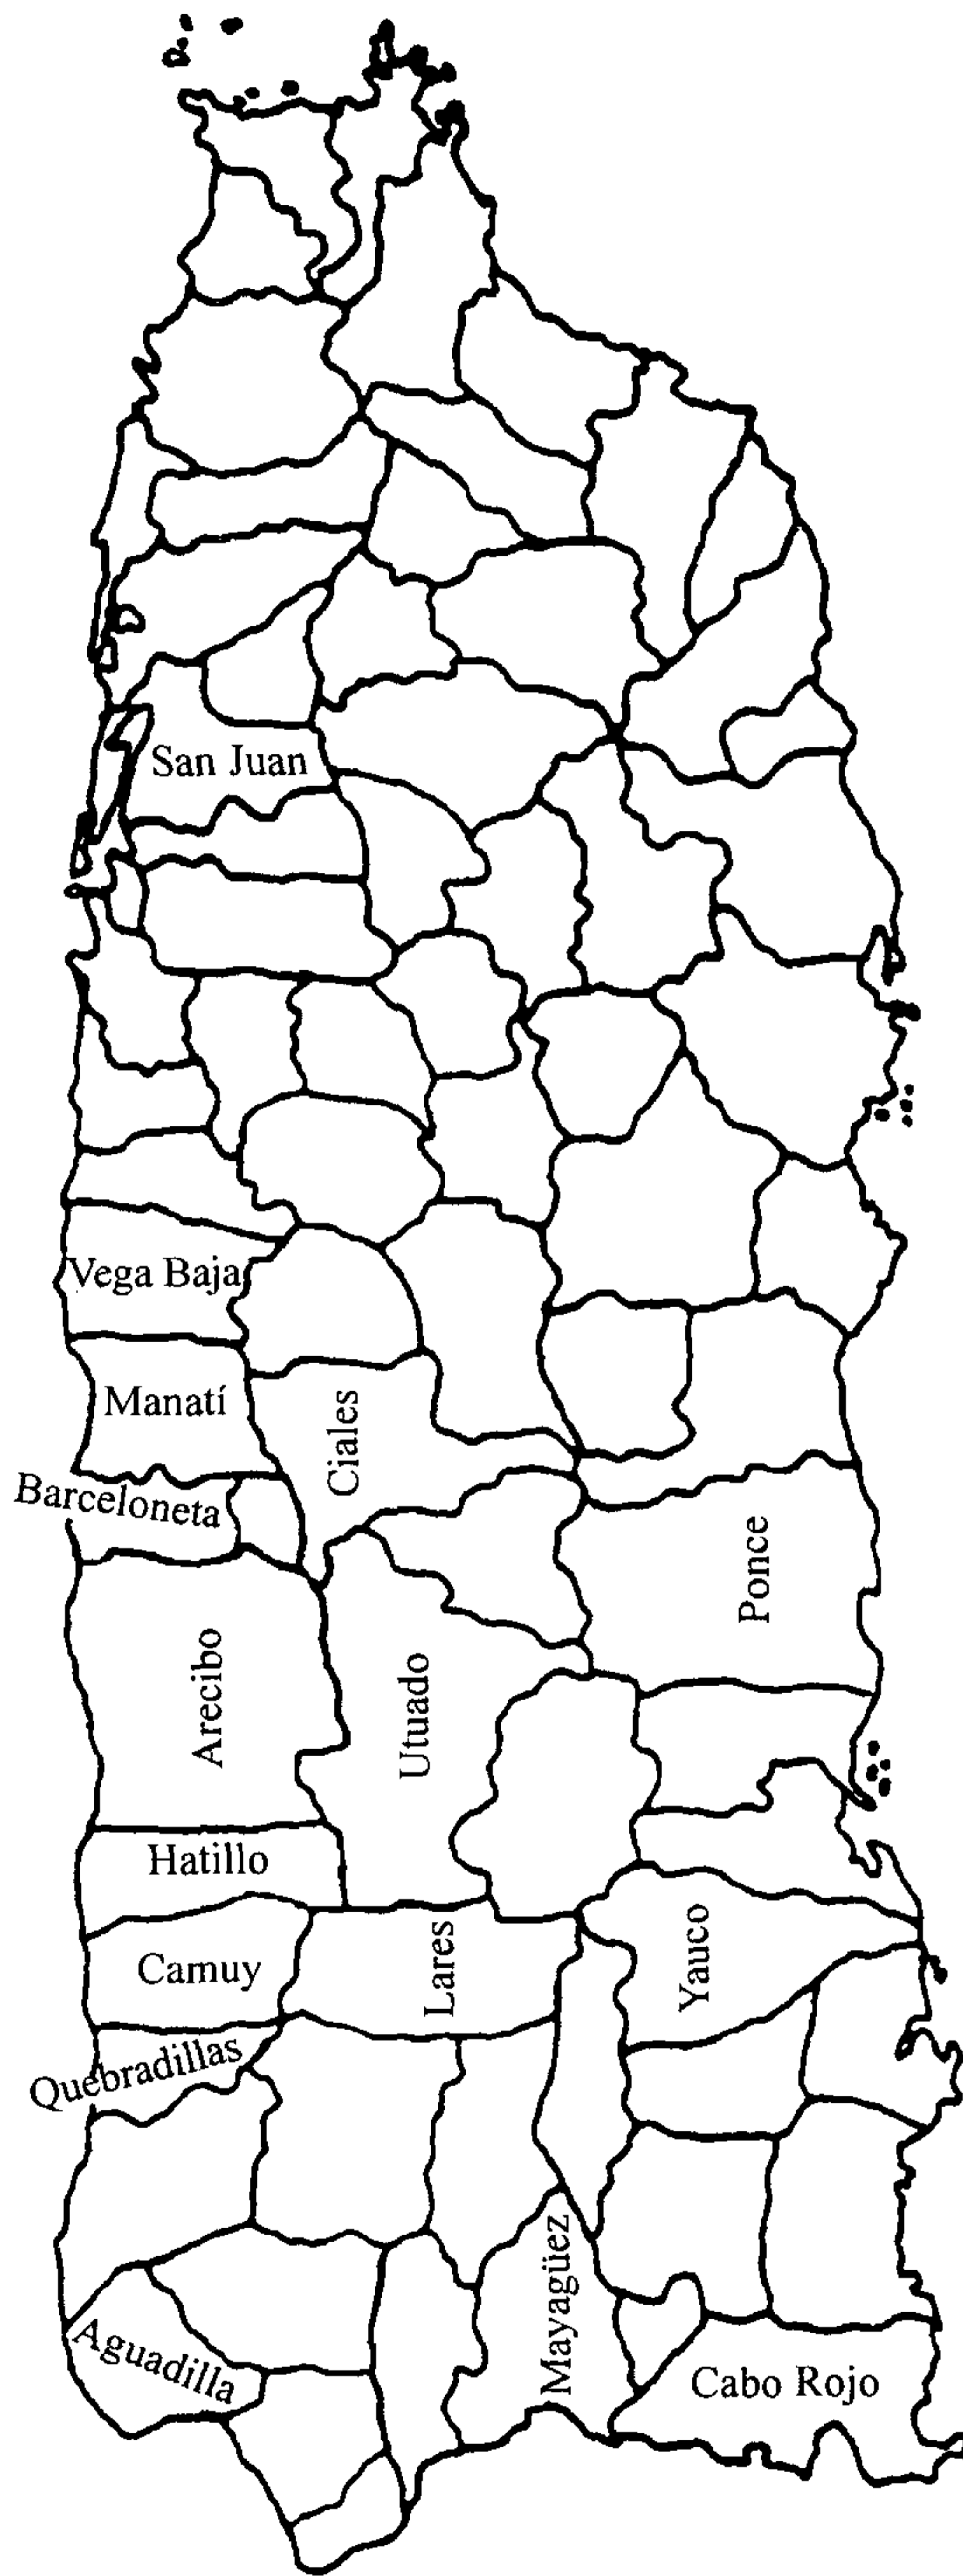 San Juan
Vega Baja
Manatí
Ciales
Barceloneta
Ponce
Arecibo
Utuado
Hatillo
Camuy
Lares
Yauco
Quebradillas
Mayagüez
Aguadilla
Cabo Rojo